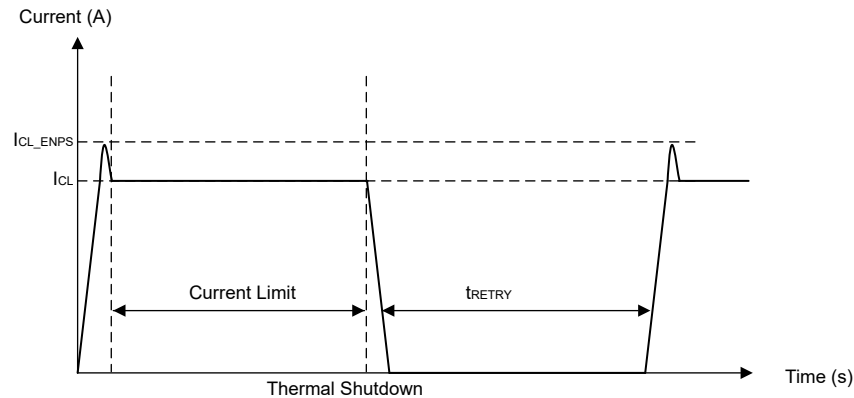 Current (A)
ICL_ENPS
ICL
Current Limit
tRETRY
Thermal Shutdown
Time (s)